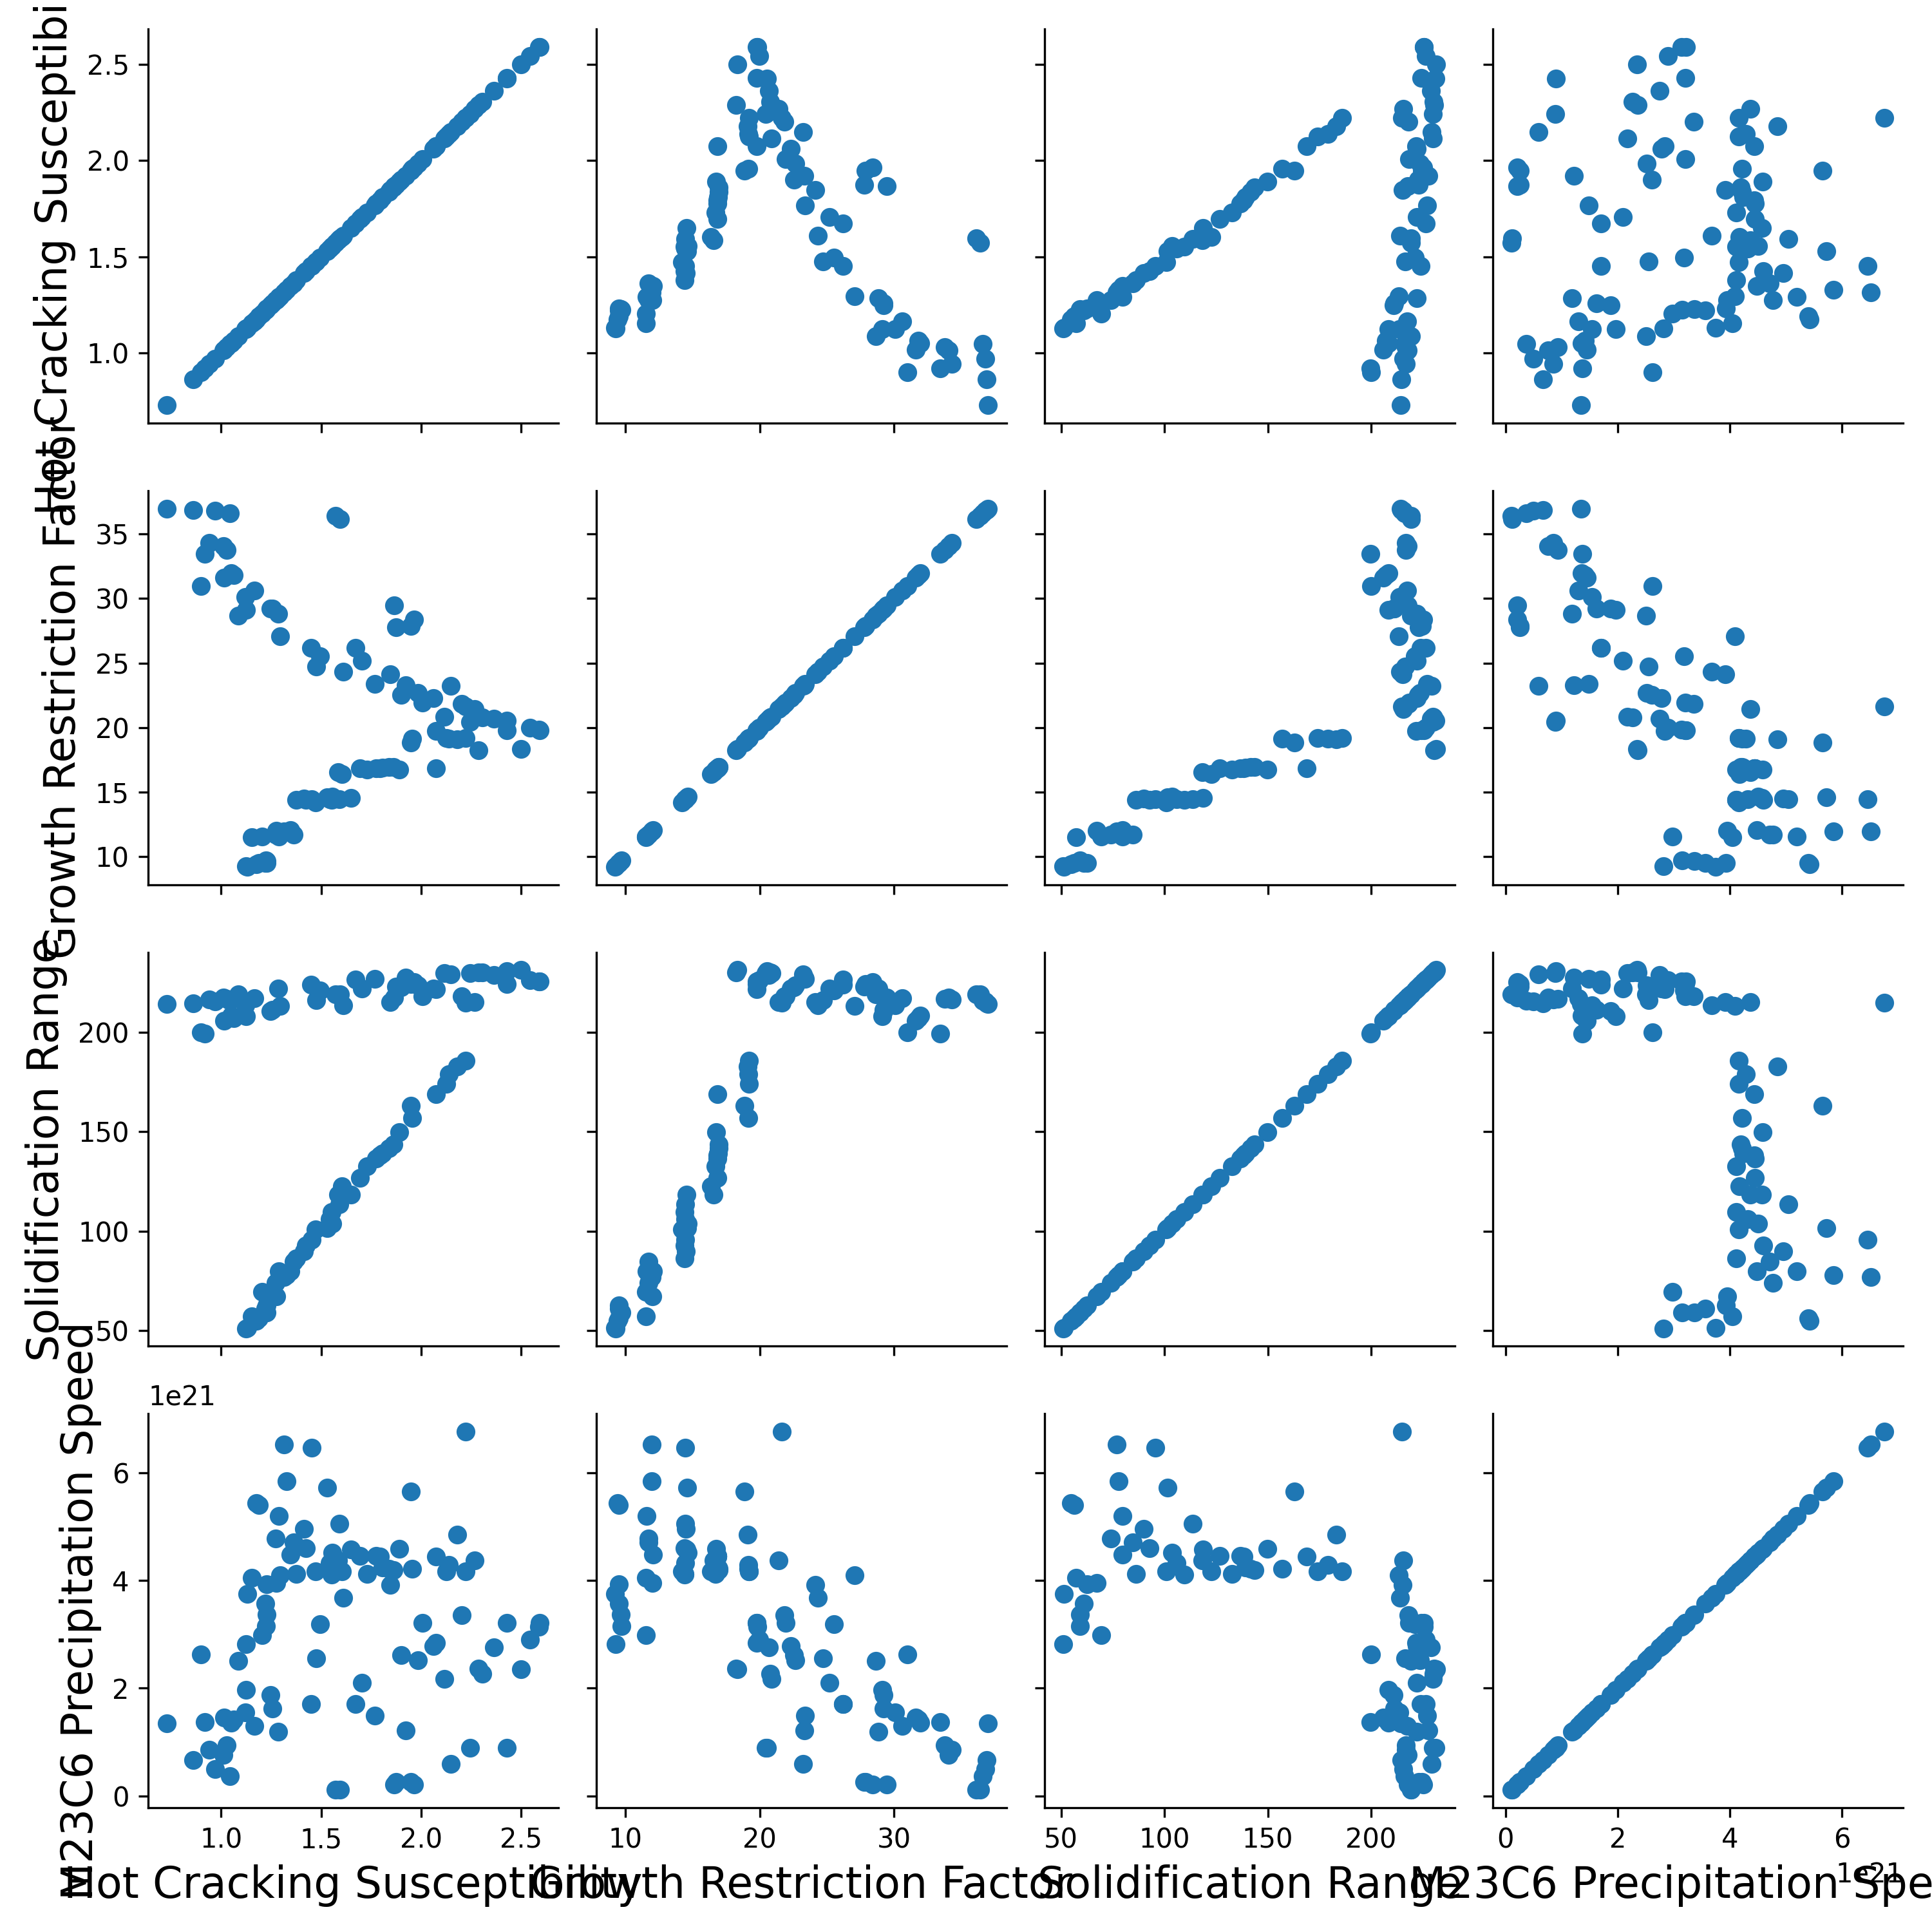 Hot Cracking Susceptibi
2.5
2.0
1.5
1.0
Growth Restriction Factor
35
30
25
20
15
10
Solidification Range
200
150
100
50
M23C6 Precipitation Speed
1e21
6
4
2
0
1.0 1.5 2.0 2.5
10 20 30
50 100 150 200
0 2 4 6
1e21
Hot Cracking Susceptibility
Growth Restriction Factor
Solidification Range
M23C6 Precipitation Spe